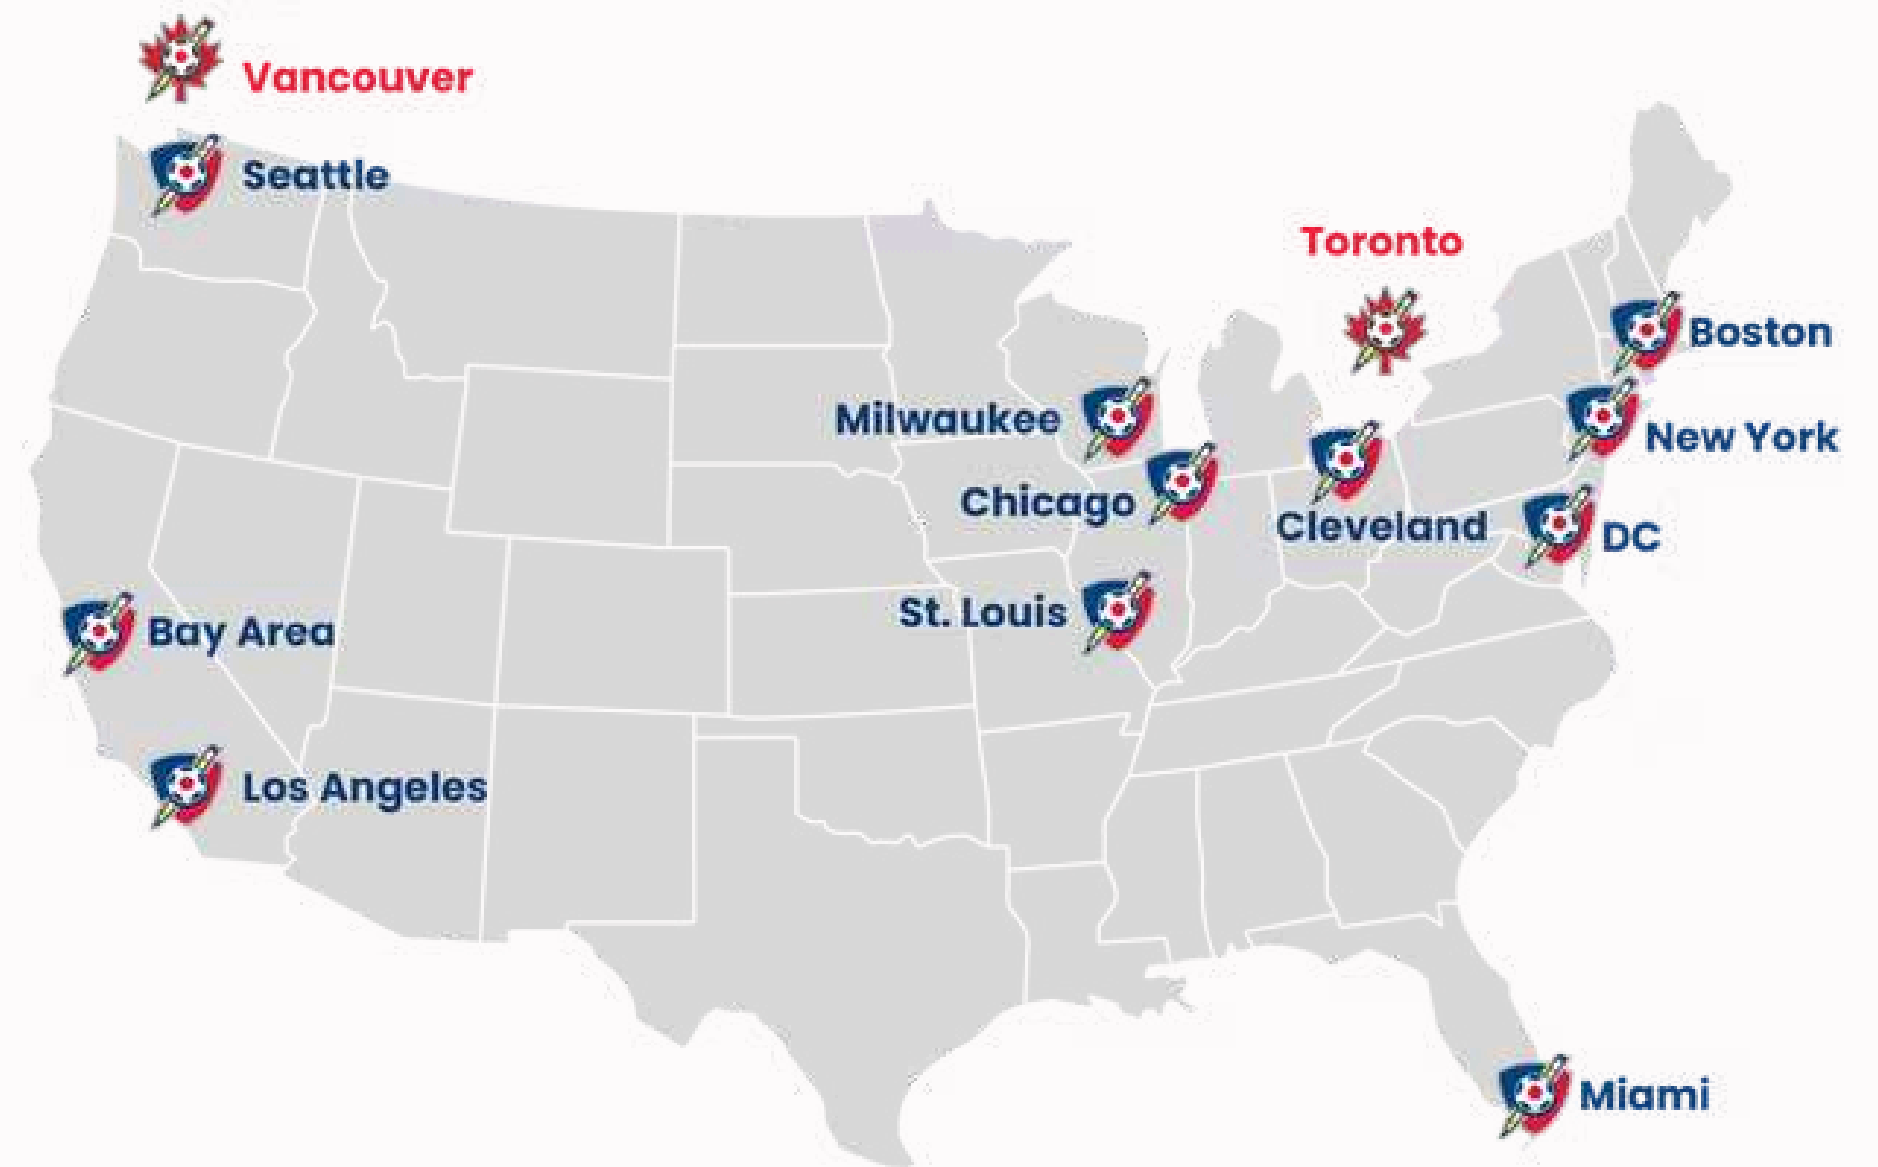 Vancouver
Seattle
Toronto
Boston
Milwaukee
New York
Chicago
Cleveland
DC
St. Louis
Bay Area
Los Angeles
Miami